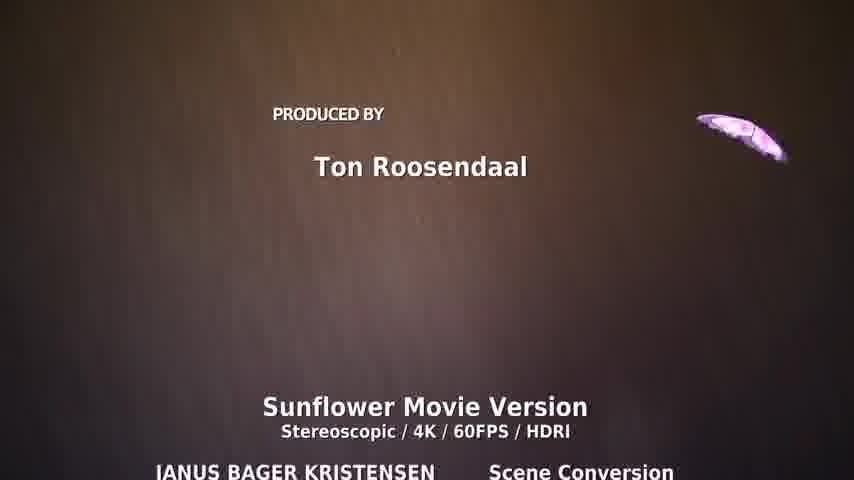 PRODUCED BY
Ton Roosendaal
Sunflower Movie Version
Stereoscopic / 4K / 60FPS / HDRI
JANUS BAGER KRISTENSEN Scene Conversion